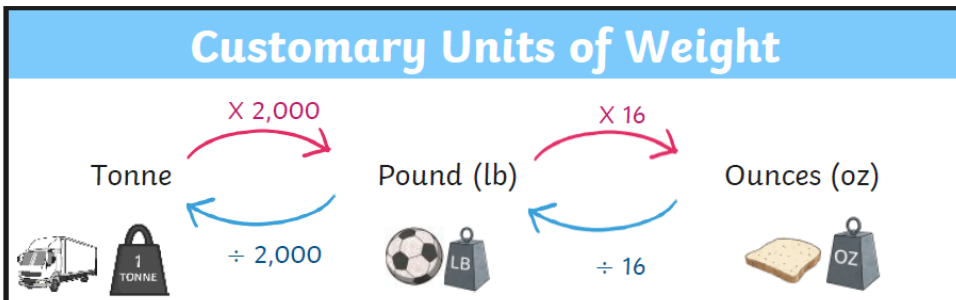 Customary Units of Weight
X 2,000
X 16
Tonne
Pound (lb)
Ounces (oz)
÷ 2,000
÷ 16
1
TONNE
LB
OZ